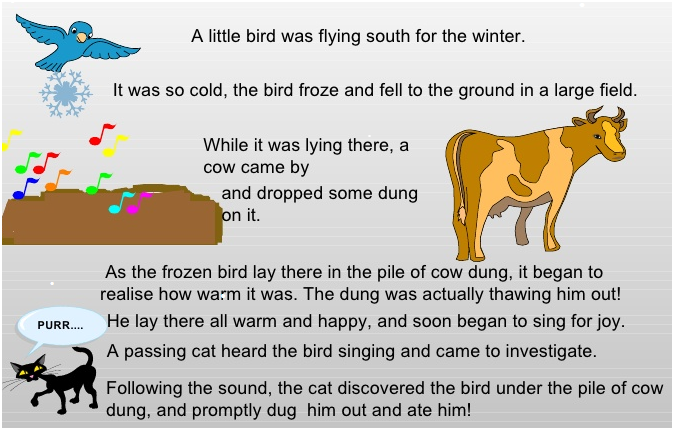 A little bird was flying south for the winter.
It was so cold, the bird froze and fell to the ground in a large field.
While it was lying there, a
cow came by
and dropped some dung
on it.
As the frozen bird lay there in the pile of cow dung, it began to
realise how warm it was. The dung was actually thawing him out!
PURR....
He lay there all warm and happy, and soon began to sing for joy.
A passing cat heard the bird singing and came to investigate.
Following the sound, the cat discovered the bird under the pile of cow
dung, and promptly dug him out and ate him!